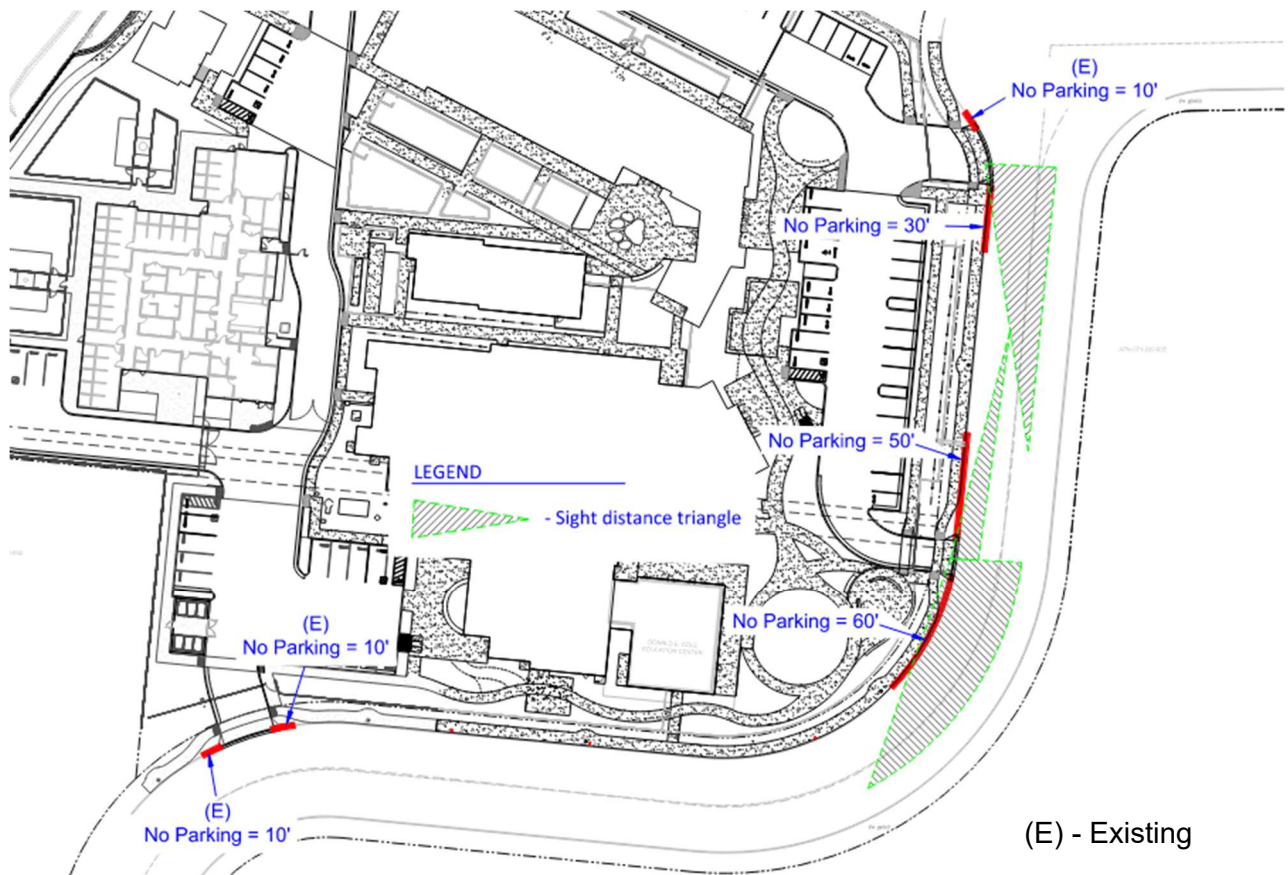 (E)
No Parking = 10'
No Parking = 30'
No Parking = 50'
LEGEND
- Sight distance triangle
No Parking = 60'
(E)
No Parking = 10'
(E)
No Parking = 10'
(E) - Existing